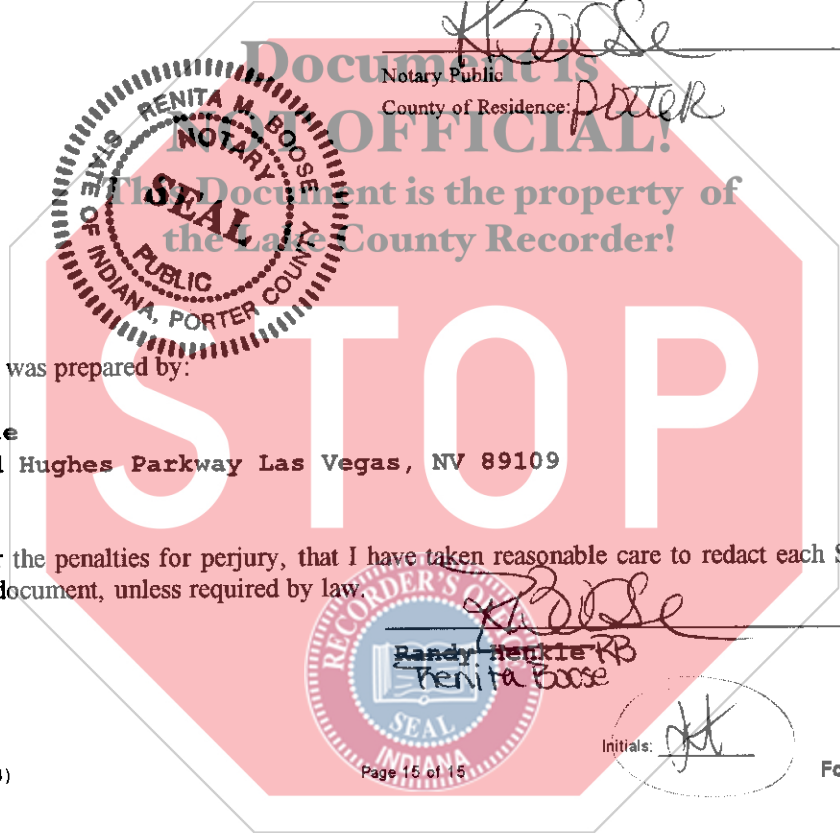 Document is
NOT OFFICIAL!
This Document is the property of
the Lake County Recorder!
STOP
Notary Public
County of Residence: PORTER
RENITA M. BOOSE
STATE OF INDIANA, PORTER COUNTY
NOTARY
SEAL
PUBLIC
was prepared by:
Hughes Parkway Las Vegas, NV 89109
the penalties for perjury, that I have taken reasonable care to redact each
document, unless required by law.
Randy Henkle RB
Renita Boose
RECORDER'S OFFICE
SEAL
INDIANA
Initials:
Page 15 of 15